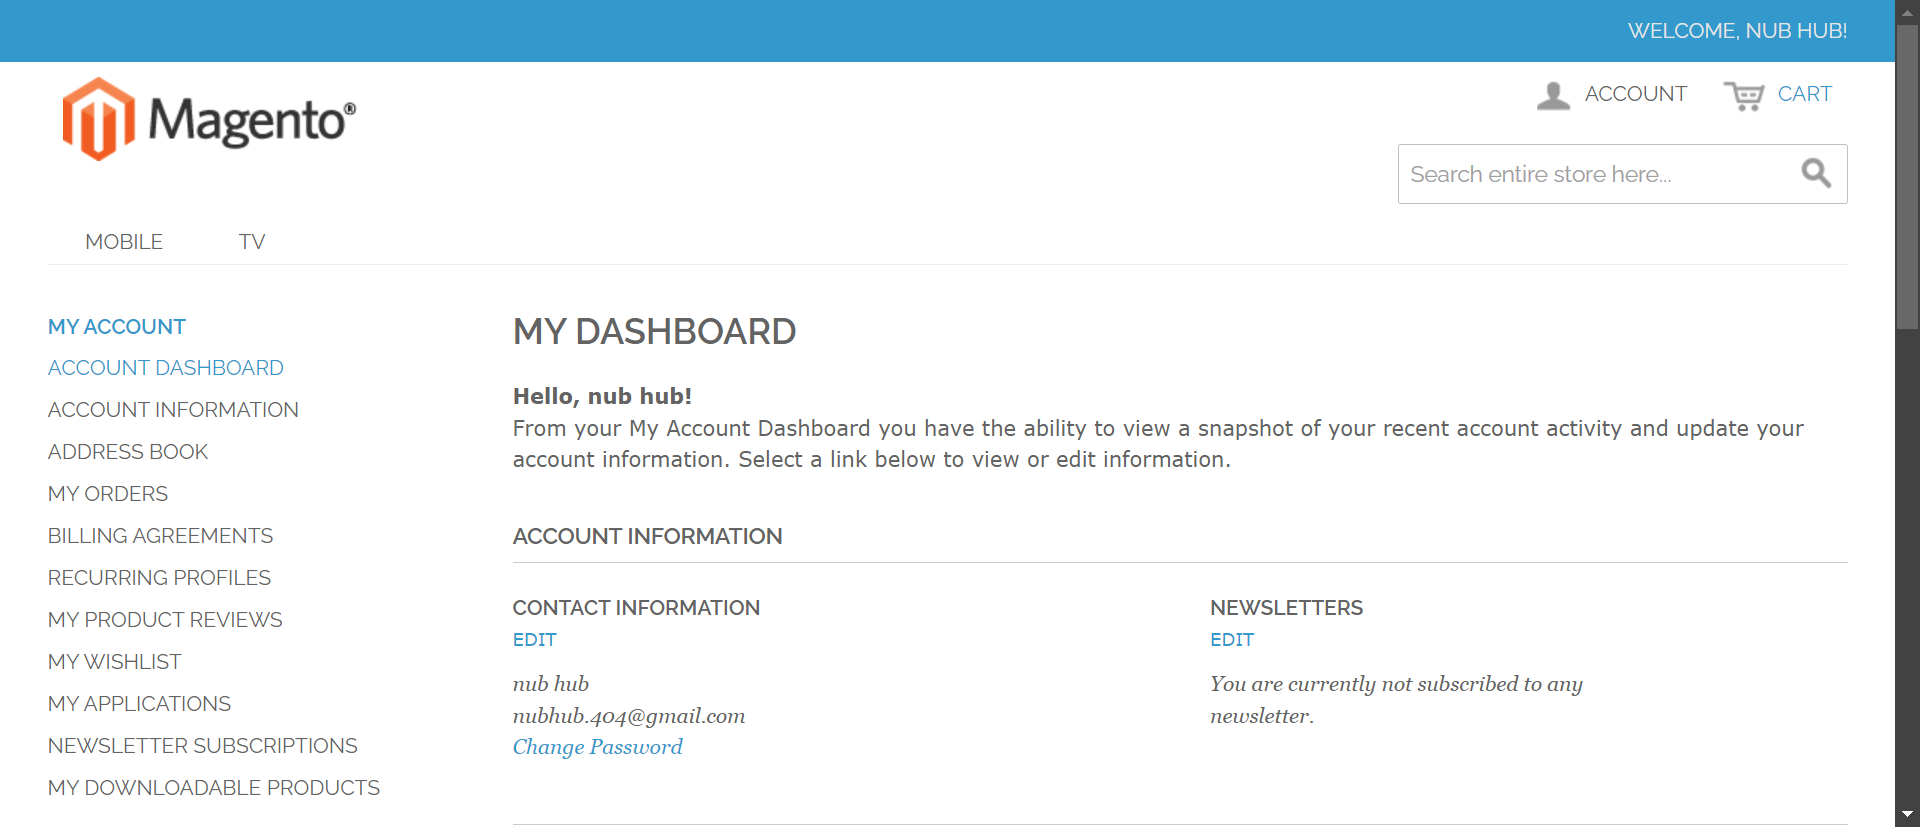 WELCOME, NUB HUB!
Magento®
ACCOUNT
CART
Search entire store here...
MOBILE
TV
MY ACCOUNT
ACCOUNT DASHBOARD
ACCOUNT INFORMATION
ADDRESS BOOK
MY ORDERS
BILLING AGREEMENTS
RECURRING PROFILES
MY PRODUCT REVIEWS
MY WISHLIST
MY APPLICATIONS
NEWSLETTER SUBSCRIPTIONS
MY DOWNLOADABLE PRODUCTS
MY DASHBOARD
Hello, nub hub!
From your My Account Dashboard you have the ability to view a snapshot of your recent account activity and update your
account information. Select a link below to view or edit information.
ACCOUNT INFORMATION
CONTACT INFORMATION
EDIT
nub hub
nubhub.404@gmail.com
Change Password
NEWSLETTERS
EDIT
You are currently not subscribed to any
newsletter.